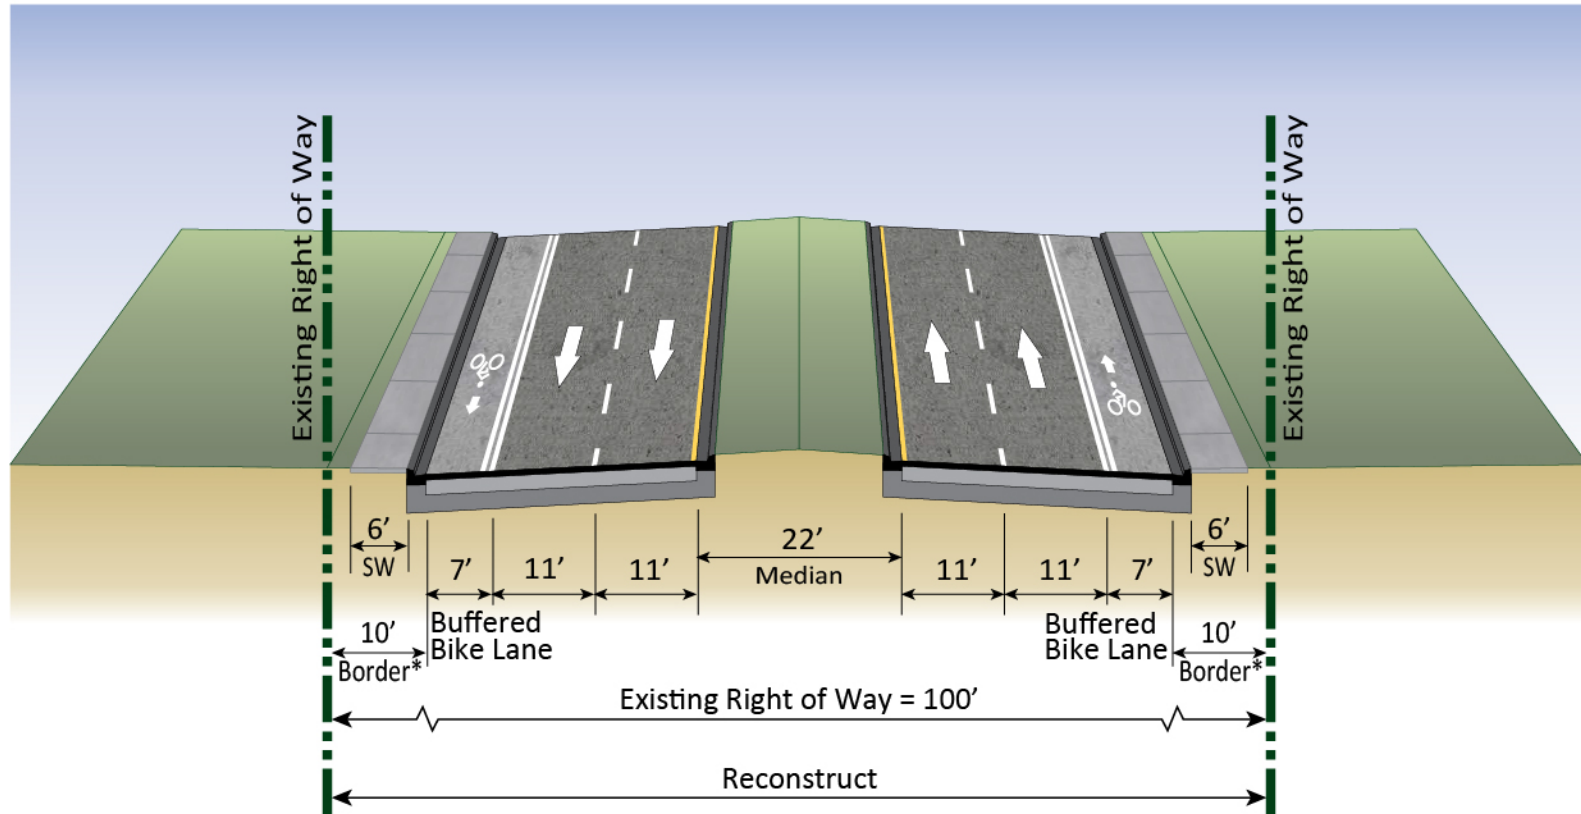 Existing Right of Way
Existing Right of Way
6’
SW
7’
11’
11’
22’
Median
11’
11’
7’
6’
SW
Buffered
Bike Lane
Buffered
Bike Lane
10’
Border*
10’
Border*
Existing Right of Way = 100’
Reconstruct